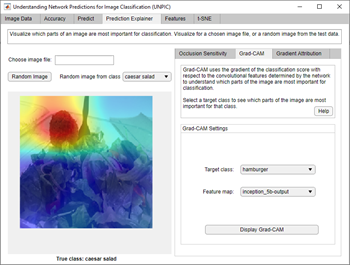 Understanding Network Predictions for Image Classification (UNPIC)
Image Data Accuracy Predict Prediction Explainer Features t-SNE
Visualize which parts of an image are most important for classification. Visualize for a chosen image file, or a random image from the test data.
Choose image file:
Random Image Random image from class caesar salad
True class: caesar salad
Occlusion Sensitivity Grad-CAM Gradient Attribution
Grad-CAM uses the gradient of the classification score with
respect to the convolutional features determined by the network
to understand which parts of the image are most important for
classification.
Select a target class to see which parts of the image are most
important for that class.
Help
Grad-CAM Settings
Target class: hamburger
Feature map: inception_5b-output
Display Grad-CAM